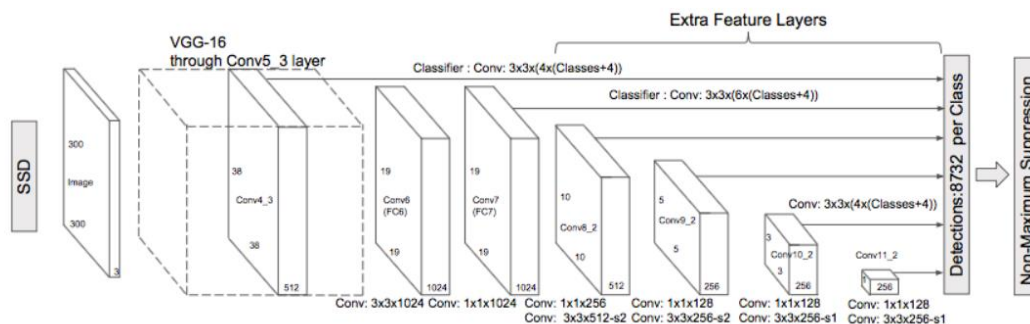 Extra Feature Layers
VGG-16
through Conv5_3 layer
Classifier : Conv: 3x3x(4x(Classes+4))
Classifier : Conv: 3x3x(6x(Classes+4))
SSD
300
Image
300
3
38
Conv4_3
38
512
19
Conv6
(FC6)
19
1024
19
Conv7
(FC7)
19
1024
10
Conv8_2
10
512
5
Conv9_2
5
256
Conv: 3x3x(4x(Classes+4))
3
Conv10_2
3
256
Conv11_2
1
256
Detections:8732 per Class
Non-Maximum Suppression
Conv: 3x3x1024
Conv: 1x1x1024
Conv: 1x1x256
Conv: 3x3x512-s2
Conv: 1x1x128
Conv: 3x3x256-s2
Conv: 1x1x128
Conv: 3x3x256-s1
Conv: 1x1x128
Conv: 3x3x256-s1